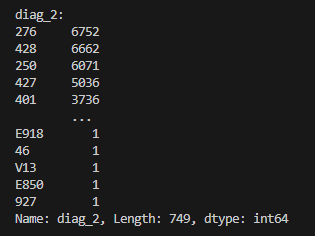 diag_2:
276     6752
428     6662
250     6071
427     5036
401     3736
        ...
E918       1
46         1
V13        1
E850       1
927        1
Name: diag_2, Length: 749, dtype: int64